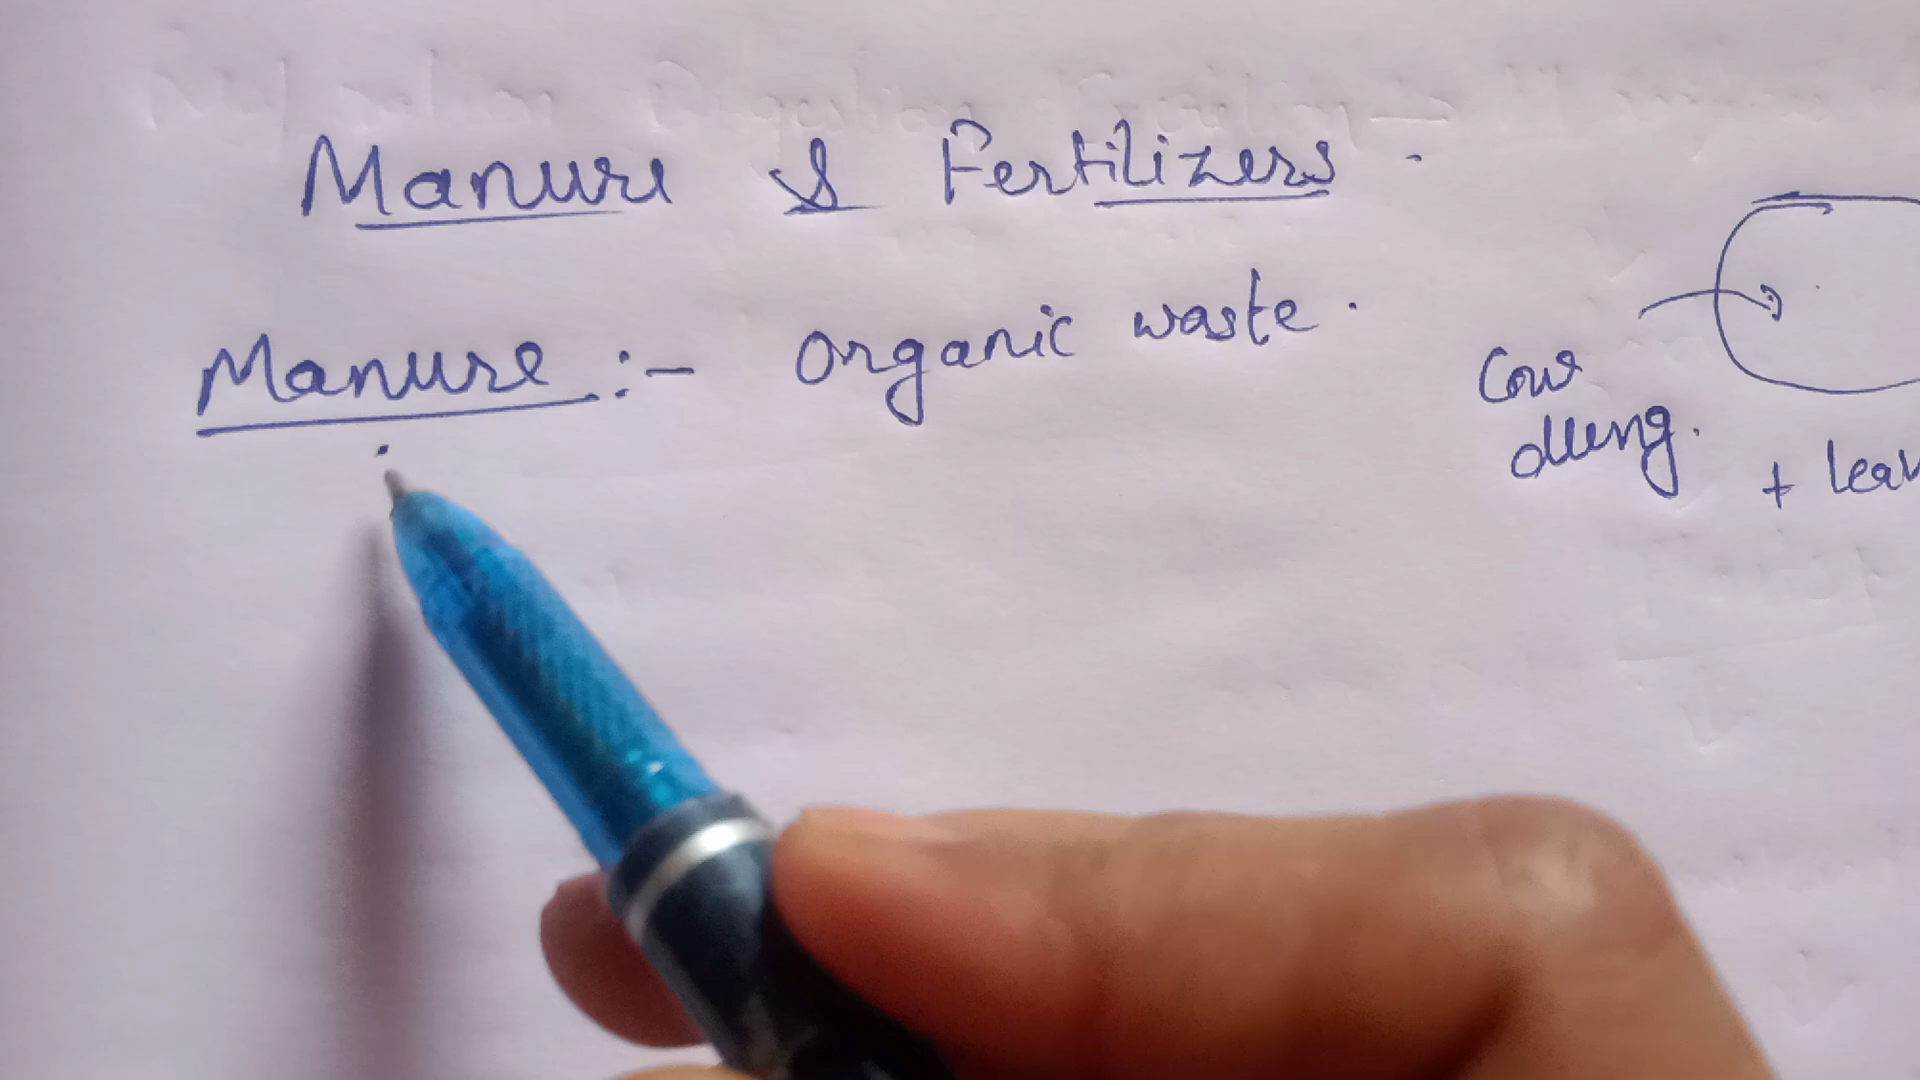 Manure & Fertilizers.
Manure :- Organic waste.
Cow
dung.
+ leav